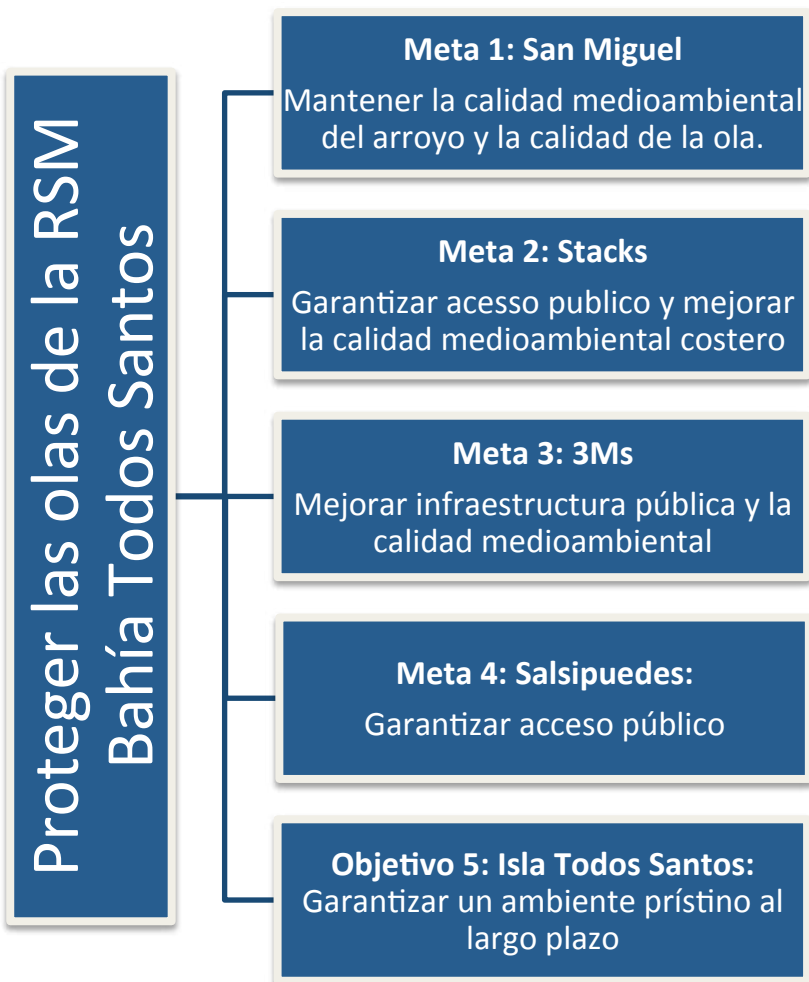 Proteger las olas de la RSM
Bahía Todos Santos
Meta 1: San Miguel
Mantener la calidad medioambiental
del arroyo y la calidad de la ola.
Meta 2: Stacks
Garantizar acesso publico y mejorar
la calidad medioambiental costero
Meta 3: 3Ms
Mejorar infraestructura pública y la
calidad medioambiental
Meta 4: Salsipuedes:
Garantizar acceso público
Objetivo 5: Isla Todos Santos:
Garantizar un ambiente prístino al
largo plazo